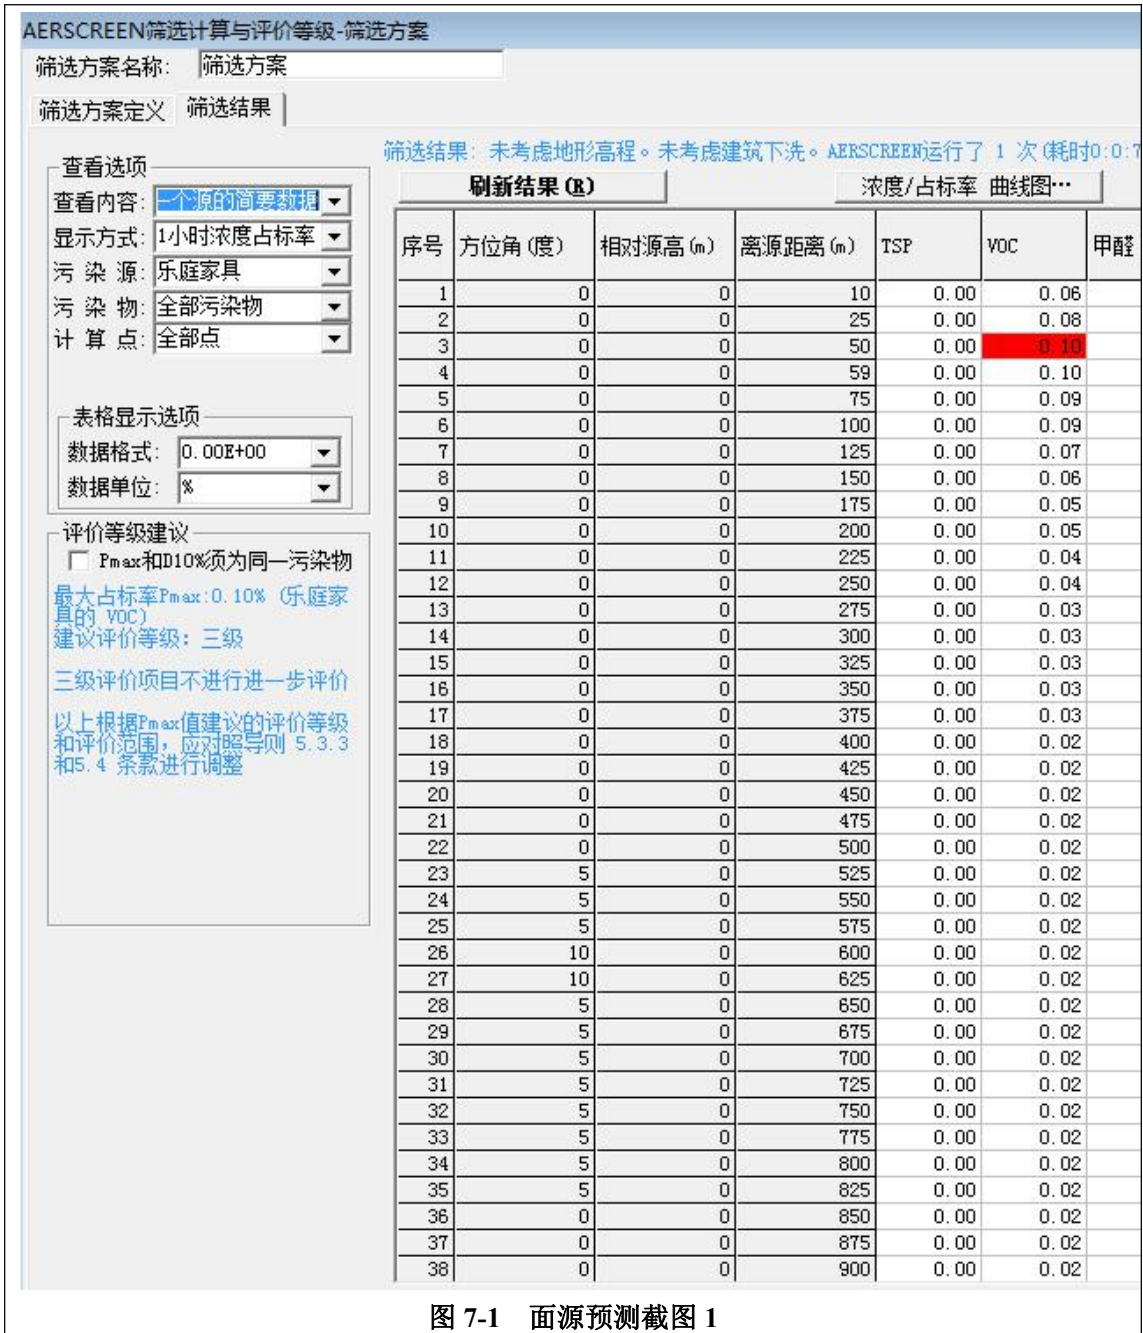 AERSCREEN筛选计算与评价等级-筛选方案
筛选方案名称: 筛选方案
筛选方案定义 筛选结果
查看选项
查看内容: 一个源的简要数据
显示方式: 1小时浓度占标率
污 染 源: 乐庭家具
污 染 物: 全部污染物
计 算 点: 全部点
表格显示选项
数据格式: 0.00E+00
数据单位: %
评价等级建议
Pmax和D10%须为同一污染物
最大占标率Pmax:0.10% (乐庭家
具的 VOC)
建议评价等级: 三级
三级评价项目不进行进一步评价
以上根据Pmax值建议的评价等级
和评价范围，应对照导则 5.3.3
和5.4 条款进行调整
筛选结果: 未考虑地形高程。未考虑建筑下洗。AERSCREEN运行了 1 次(耗时0:0:7
刷新结果(R) 浓度/占标率 曲线图…
序号 方位角(度) 相对源高(m) 离源距离(m) TSP VOC 甲醛
1 0 0 10 0.00 0.06
2 0 0 25 0.00 0.08
3 0 0 50 0.00 0.10
4 0 0 59 0.00 0.10
5 0 0 75 0.00 0.09
6 0 0 100 0.00 0.09
7 0 0 125 0.00 0.07
8 0 0 150 0.00 0.06
9 0 0 175 0.00 0.05
10 0 0 200 0.00 0.05
11 0 0 225 0.00 0.04
12 0 0 250 0.00 0.04
13 0 0 275 0.00 0.03
14 0 0 300 0.00 0.03
15 0 0 325 0.00 0.03
16 0 0 350 0.00 0.03
17 0 0 375 0.00 0.03
18 0 0 400 0.00 0.02
19 0 0 425 0.00 0.02
20 0 0 450 0.00 0.02
21 0 0 475 0.00 0.02
22 0 0 500 0.00 0.02
23 5 0 525 0.00 0.02
24 5 0 550 0.00 0.02
25 5 0 575 0.00 0.02
26 10 0 600 0.00 0.02
27 10 0 625 0.00 0.02
28 5 0 650 0.00 0.02
29 5 0 675 0.00 0.02
30 5 0 700 0.00 0.02
31 5 0 725 0.00 0.02
32 5 0 750 0.00 0.02
33 5 0 775 0.00 0.02
34 5 0 800 0.00 0.02
35 5 0 825 0.00 0.02
36 0 0 850 0.00 0.02
37 0 0 875 0.00 0.02
38 0 0 900 0.00 0.02
图 7-1 面源预测截图 1